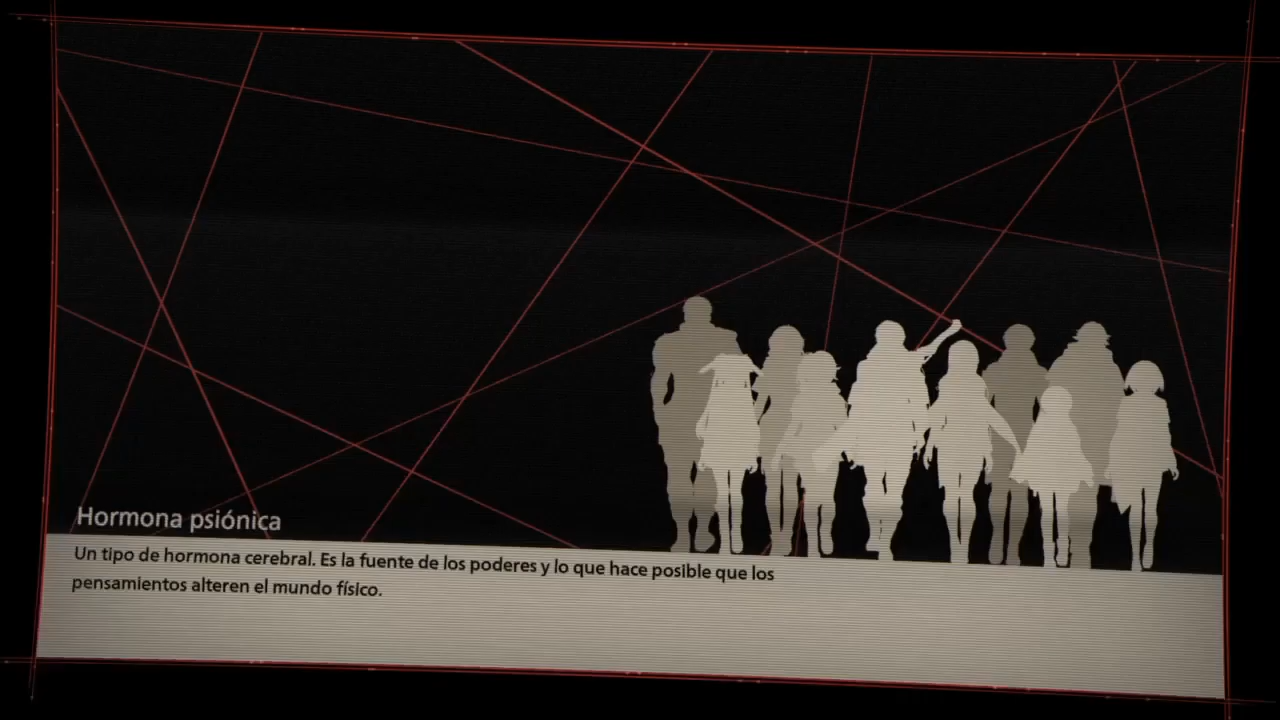 Hormona psiónica
Un tipo de hormona cerebral. Es la fuente de los poderes y lo que hace posible que los
pensamientos alteren el mundo físico.